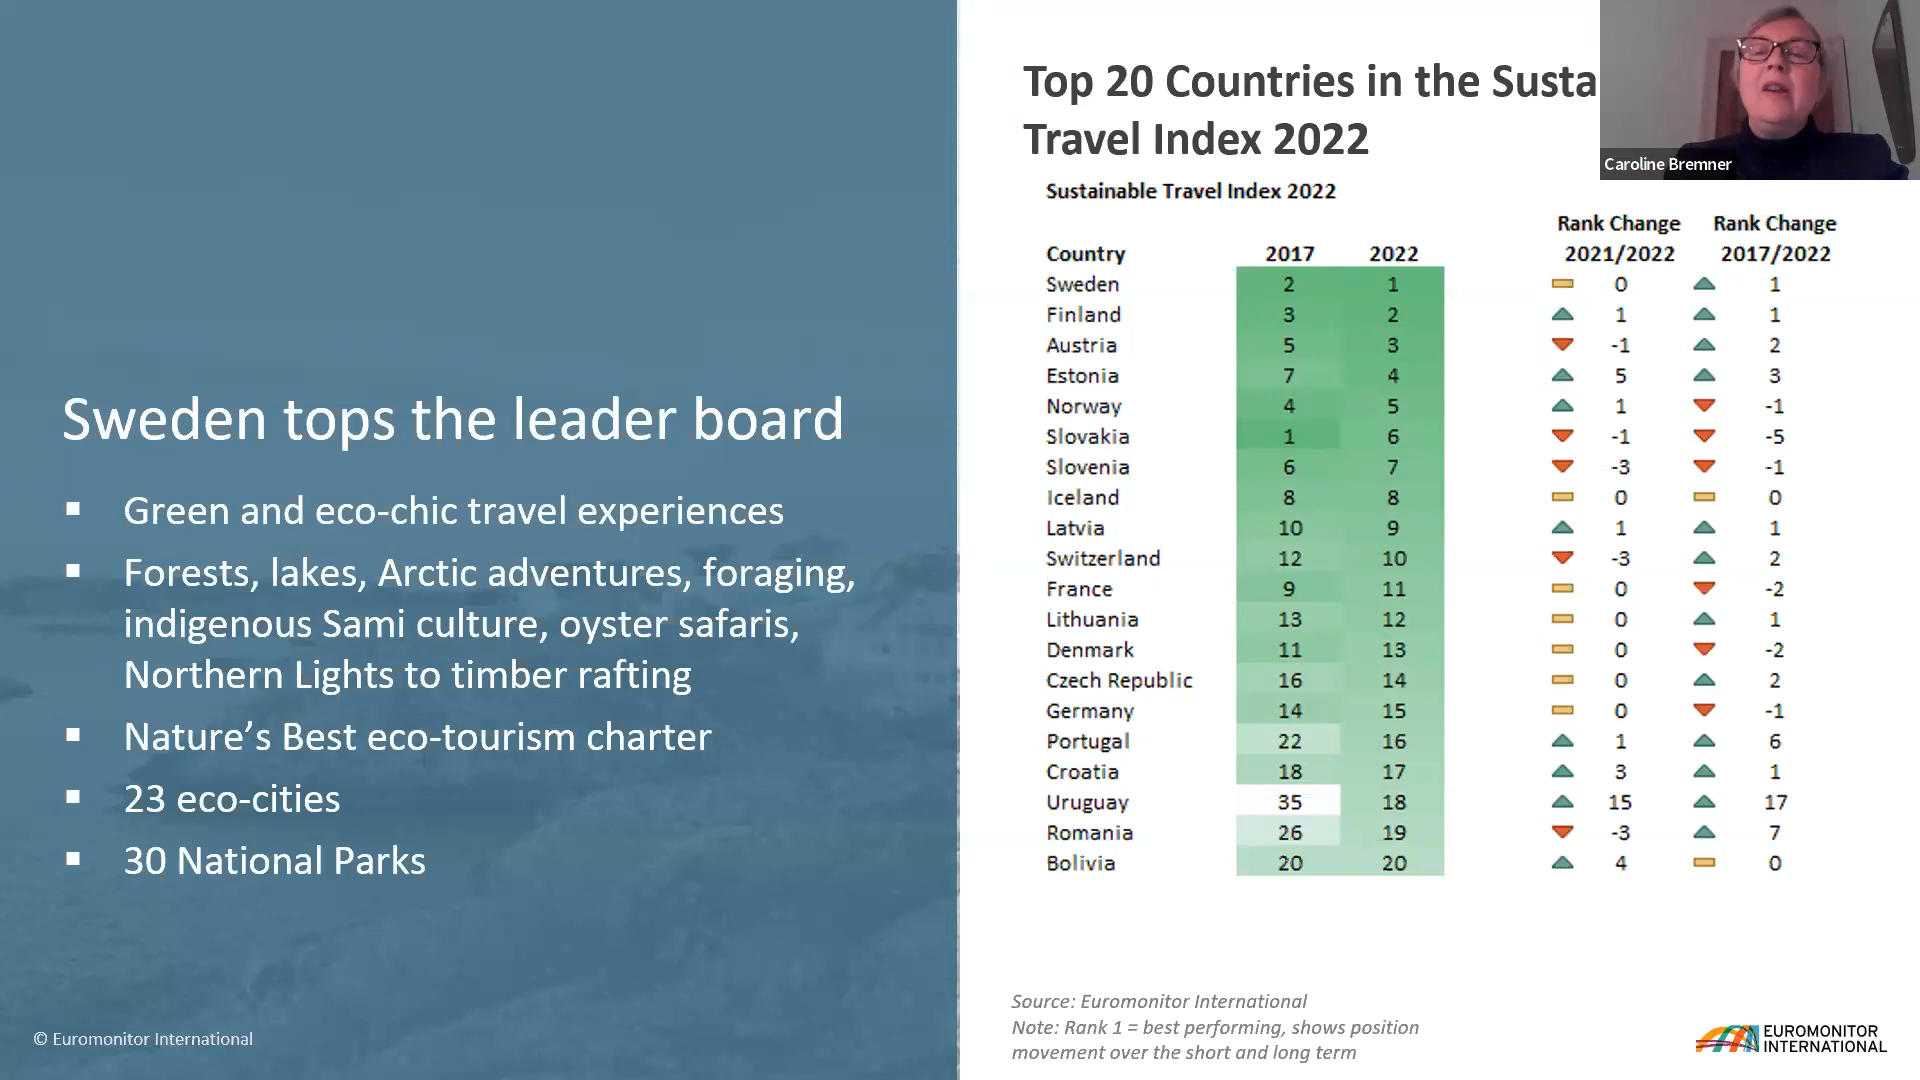 Sweden tops the leader board
▪ Green and eco-chic travel experiences
▪ Forests, lakes, Arctic adventures, foraging,
indigenous Sami culture, oyster safaris,
Northern Lights to timber rafting
▪ Nature’s Best eco-tourism charter
▪ 23 eco-cities
▪ 30 National Parks
© Euromonitor International
Top 20 Countries in the Susta
Travel Index 2022
Caroline Bremner
Sustainable Travel Index 2022
Rank Change Rank Change
Country 2017 2022 2021/2022 2017/2022
Sweden 2 1 0 1
Finland 3 2 1 1
Austria 5 3 -1 2
Estonia 7 4 5 3
Norway 4 5 1 -1
Slovakia 1 6 -1 -5
Slovenia 6 7 -3 -1
Iceland 8 8 0 0
Latvia 10 9 1 1
Switzerland 12 10 -3 2
France 9 11 0 -2
Lithuania 13 12 0 1
Denmark 11 13 0 -2
Czech Republic 16 14 0 2
Germany 14 15 0 -1
Portugal 22 16 1 6
Croatia 18 17 3 1
Uruguay 35 18 15 17
Romania 26 19 -3 7
Bolivia 20 20 4 0
Source: Euromonitor International
Note: Rank 1 = best performing, shows position
movement over the short and long term
EUROMONITOR
INTERNATIONAL